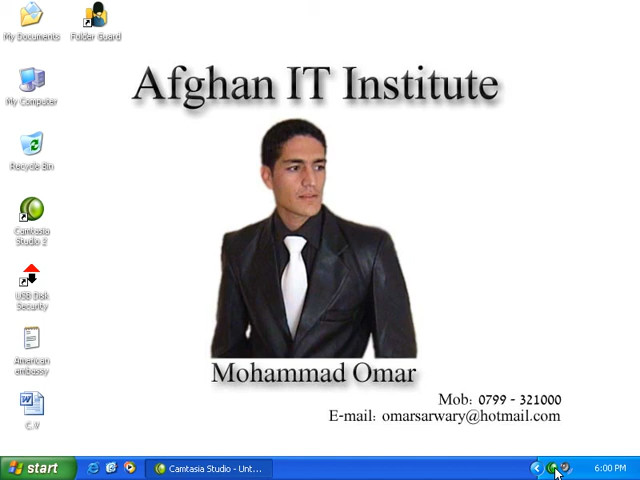 My Documents
Folder Guard
Afghan IT Institute
My Computer
Recycle Bin
Camtasia
Studio 2
USB Disk
Security
American
embassy
C.V
Mohammad Omar
Mob: 0799 - 321000
E-mail: omarsarwary@hotmail.com
start
Camtasia Studio - Unt...
6:00 PM